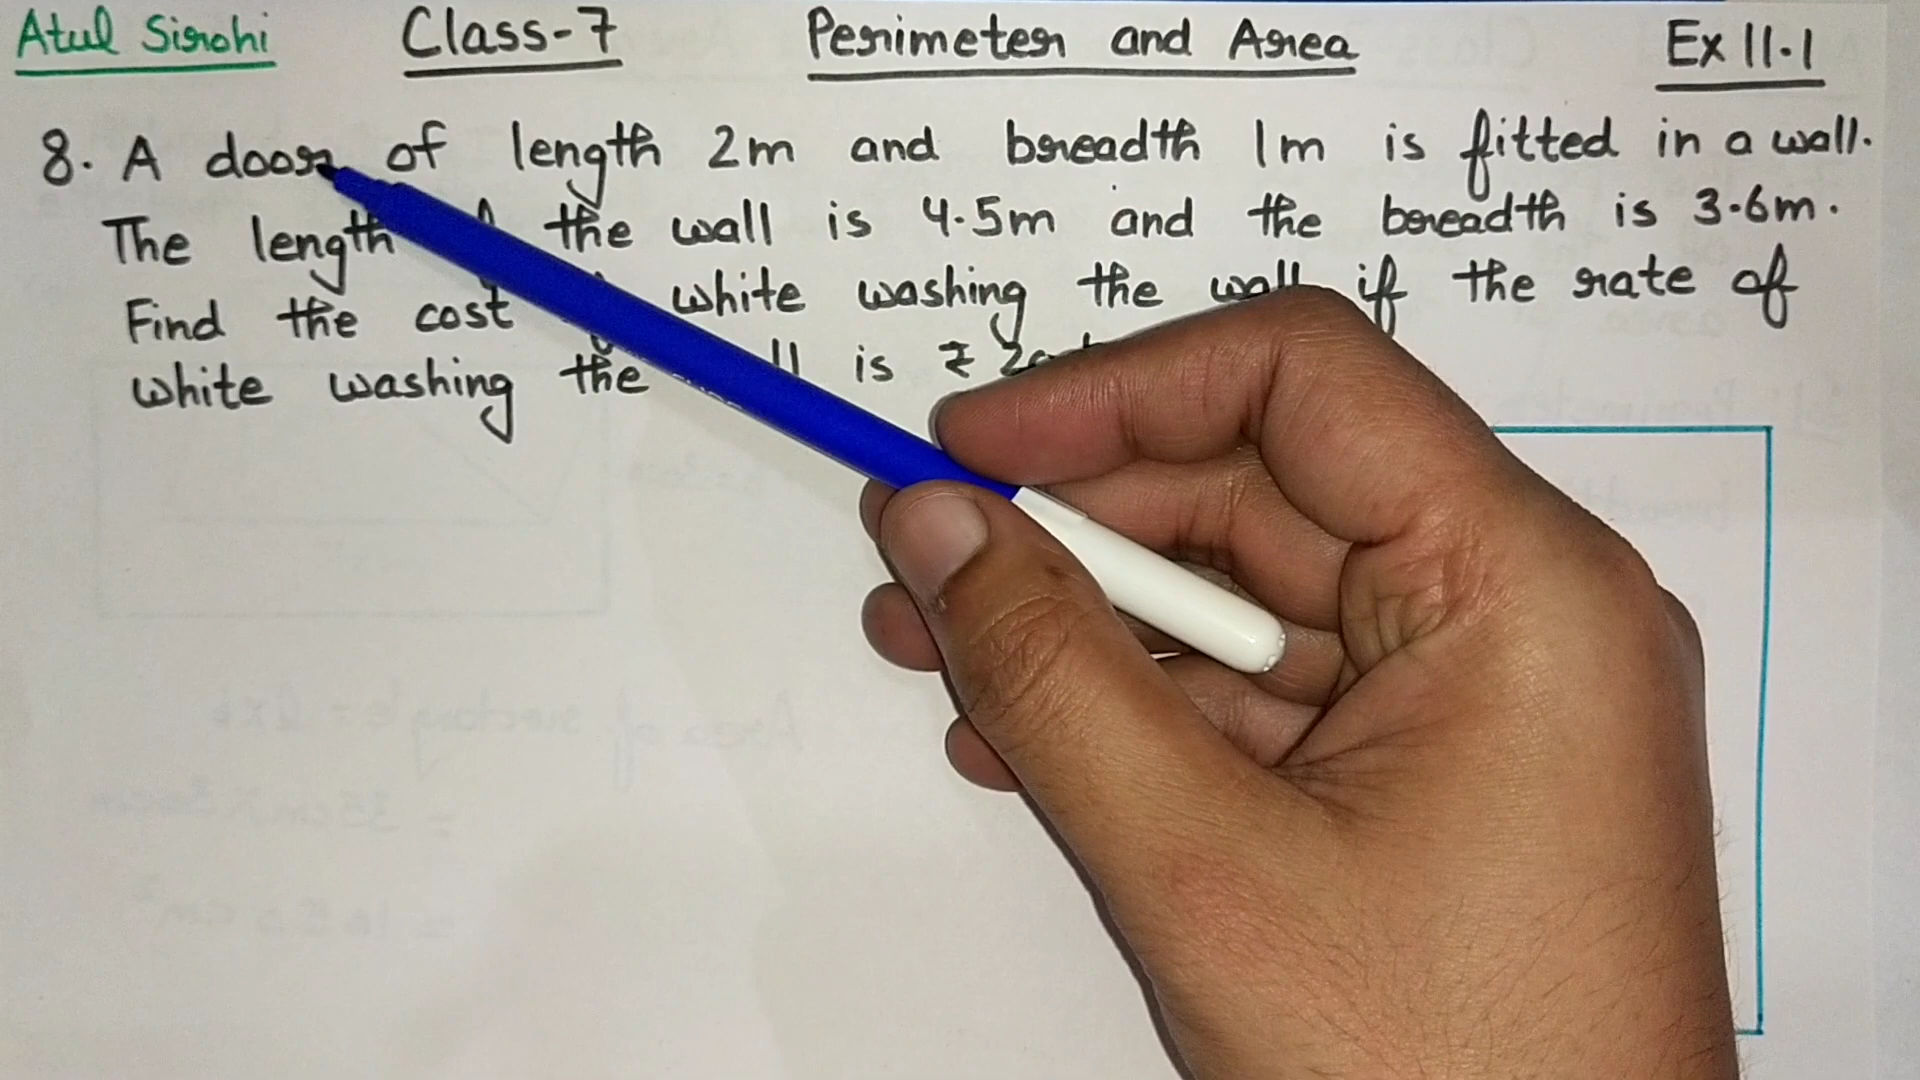 Atul Sirohi Class-7 Perimeter and Area Ex 11.1
8. A door of length 2m and breadth 1m is fitted in a wall.
The length the wall is 4.5m and the breadth is 3.6m.
Find the cost white washing the wall if the rate of
white washing the is ₹